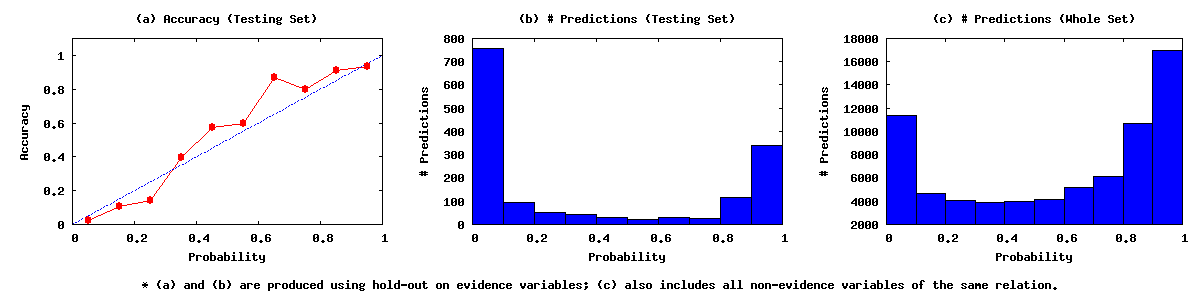 (a) Accuracy (Testing Set)
1
0.8
0.6
0.4
0.2
0
Accuracy
0 0.2 0.4 0.6 0.8 1
Probability
(b) # Predictions (Testing Set)
800
700
600
500
400
300
200
100
0
# Predictions
0 0.2 0.4 0.6 0.8 1
Probability
(c) # Predictions (Whole Set)
18000
16000
14000
12000
10000
8000
6000
4000
2000
# Predictions
0 0.2 0.4 0.6 0.8 1
Probability
* (a) and (b) are produced using hold-out on evidence variables; (c) also includes all non-evidence variables of the same relation.